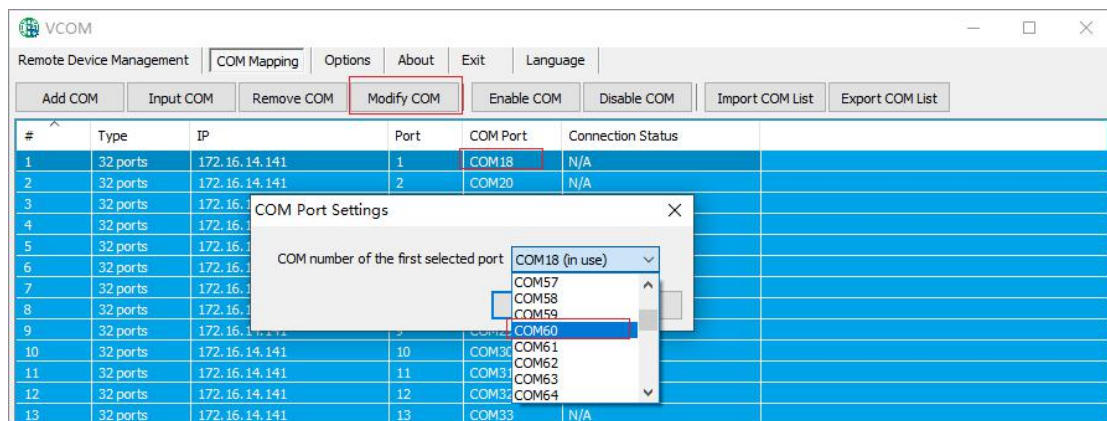 VCOM
Remote Device Management COM Mapping Options About Exit Language
Add COM Input COM Remove COM Modify COM Enable COM Disable COM Import COM List Export COM List
# Type IP Port COM Port Connection Status
1 32 ports 172.16.14.141 1 COM18 N/A
2 32 ports 172.16.14.141 2 COM20 N/A
3 32 ports
4 32 ports
5 32 ports
6 32 ports
7 32 ports
8 32 ports
9 32 ports
10 32 ports 172.16.14.141 10
11 32 ports 172.16.14.141 11
12 32 ports 172.16.14.141 12
13 32 ports 172.16.14.141 13 COM33 N/A
COM Port Settings
COM number of the first selected port COM18 (in use)
COM57
COM58
COM59
COM60
COM61
COM62
COM63
COM64